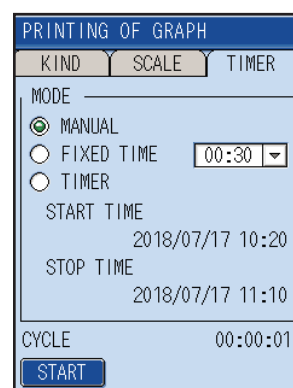 PRINTING OF GRAPH
KIND SCALE TIMER
MODE
MANUAL
FIXED TIME 00:30
TIMER
START TIME
2018/07/17 10:20
STOP TIME
2018/07/17 11:10
CYCLE 00:00:01
START